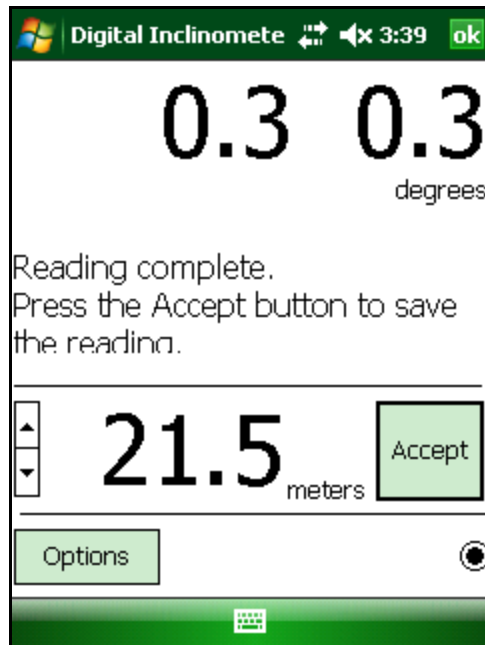 Digital Inclinomete 3:39 ok
0.3 0.3
degrees
Reading complete.
Press the Accept button to save
the reading.
21.5 meters
Accept
Options